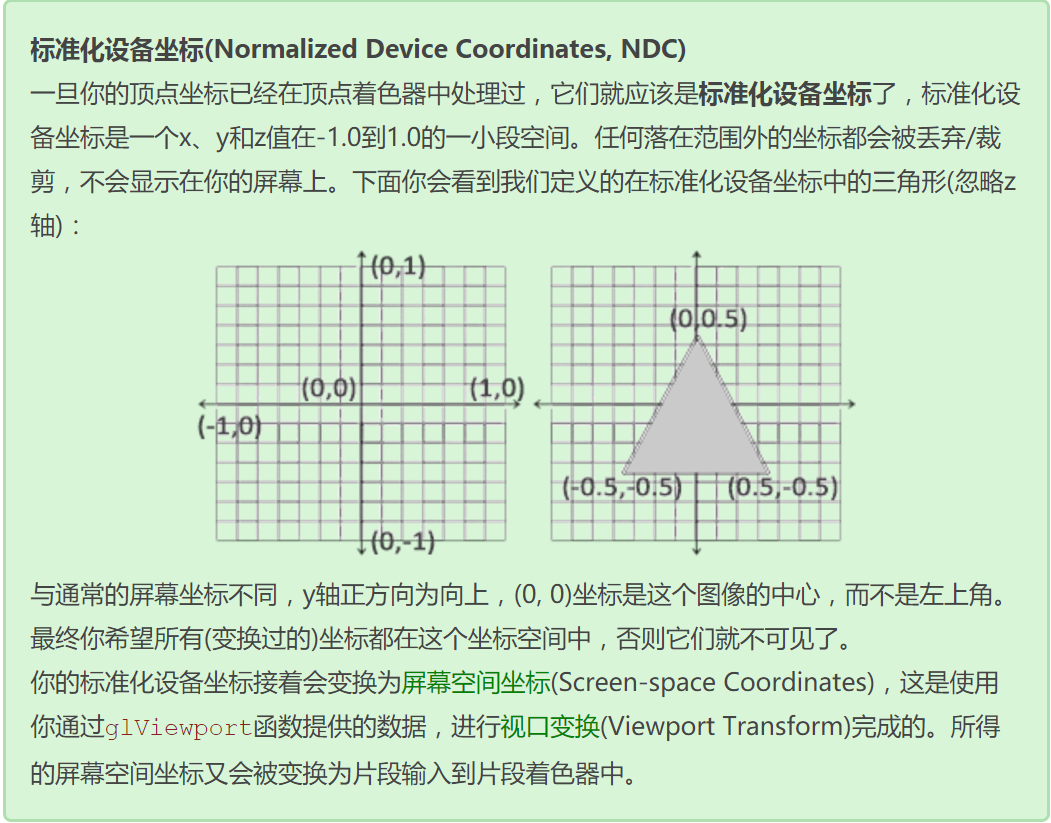 标准化设备坐标(Normalized Device Coordinates, NDC)
一旦你的顶点坐标已经在顶点着色器中处理过，它们就应该是标准化设备坐标了，标准化设
备坐标是一个x、y和z值在-1.0到1.0的一小段空间。任何落在范围外的坐标都会被丢弃/裁
剪，不会显示在你的屏幕上。下面你会看到我们定义的在标准化设备坐标中的三角形(忽略z
轴)：
(0,1)
(0,0)
(1,0)
(-1,0)
(0,-1)
(0,0.5)
(-0.5,-0.5)
(0.5,-0.5)
与通常的屏幕坐标不同，y轴正方向为向上，(0, 0)坐标是这个图像的中心，而不是左上角。
最终你希望所有(变换过的)坐标都在这个坐标空间中，否则它们就不可见了。
你的标准化设备坐标接着会变换为屏幕空间坐标(Screen-space Coordinates)，这是使用
你通过glViewport函数提供的数据，进行视口变换(Viewport Transform)完成的。所得
的屏幕空间坐标又会被变换为片段输入到片段着色器中。